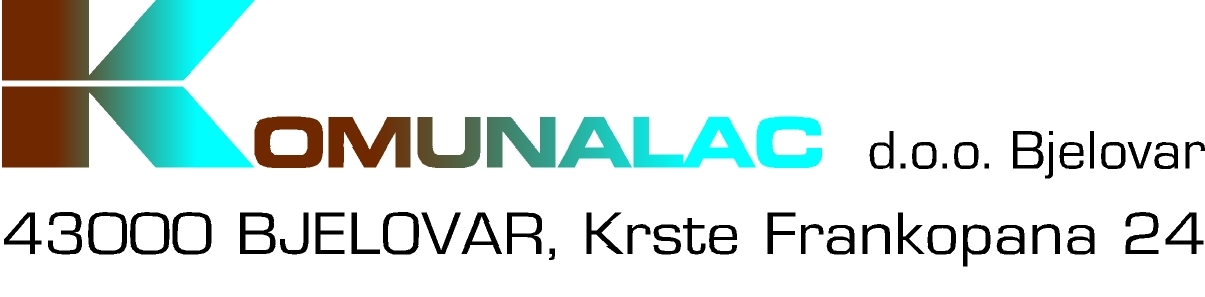 KOMUNALAC d.o.o. Bjelovar
43000 BJELOVAR, Krste Frankopana 24